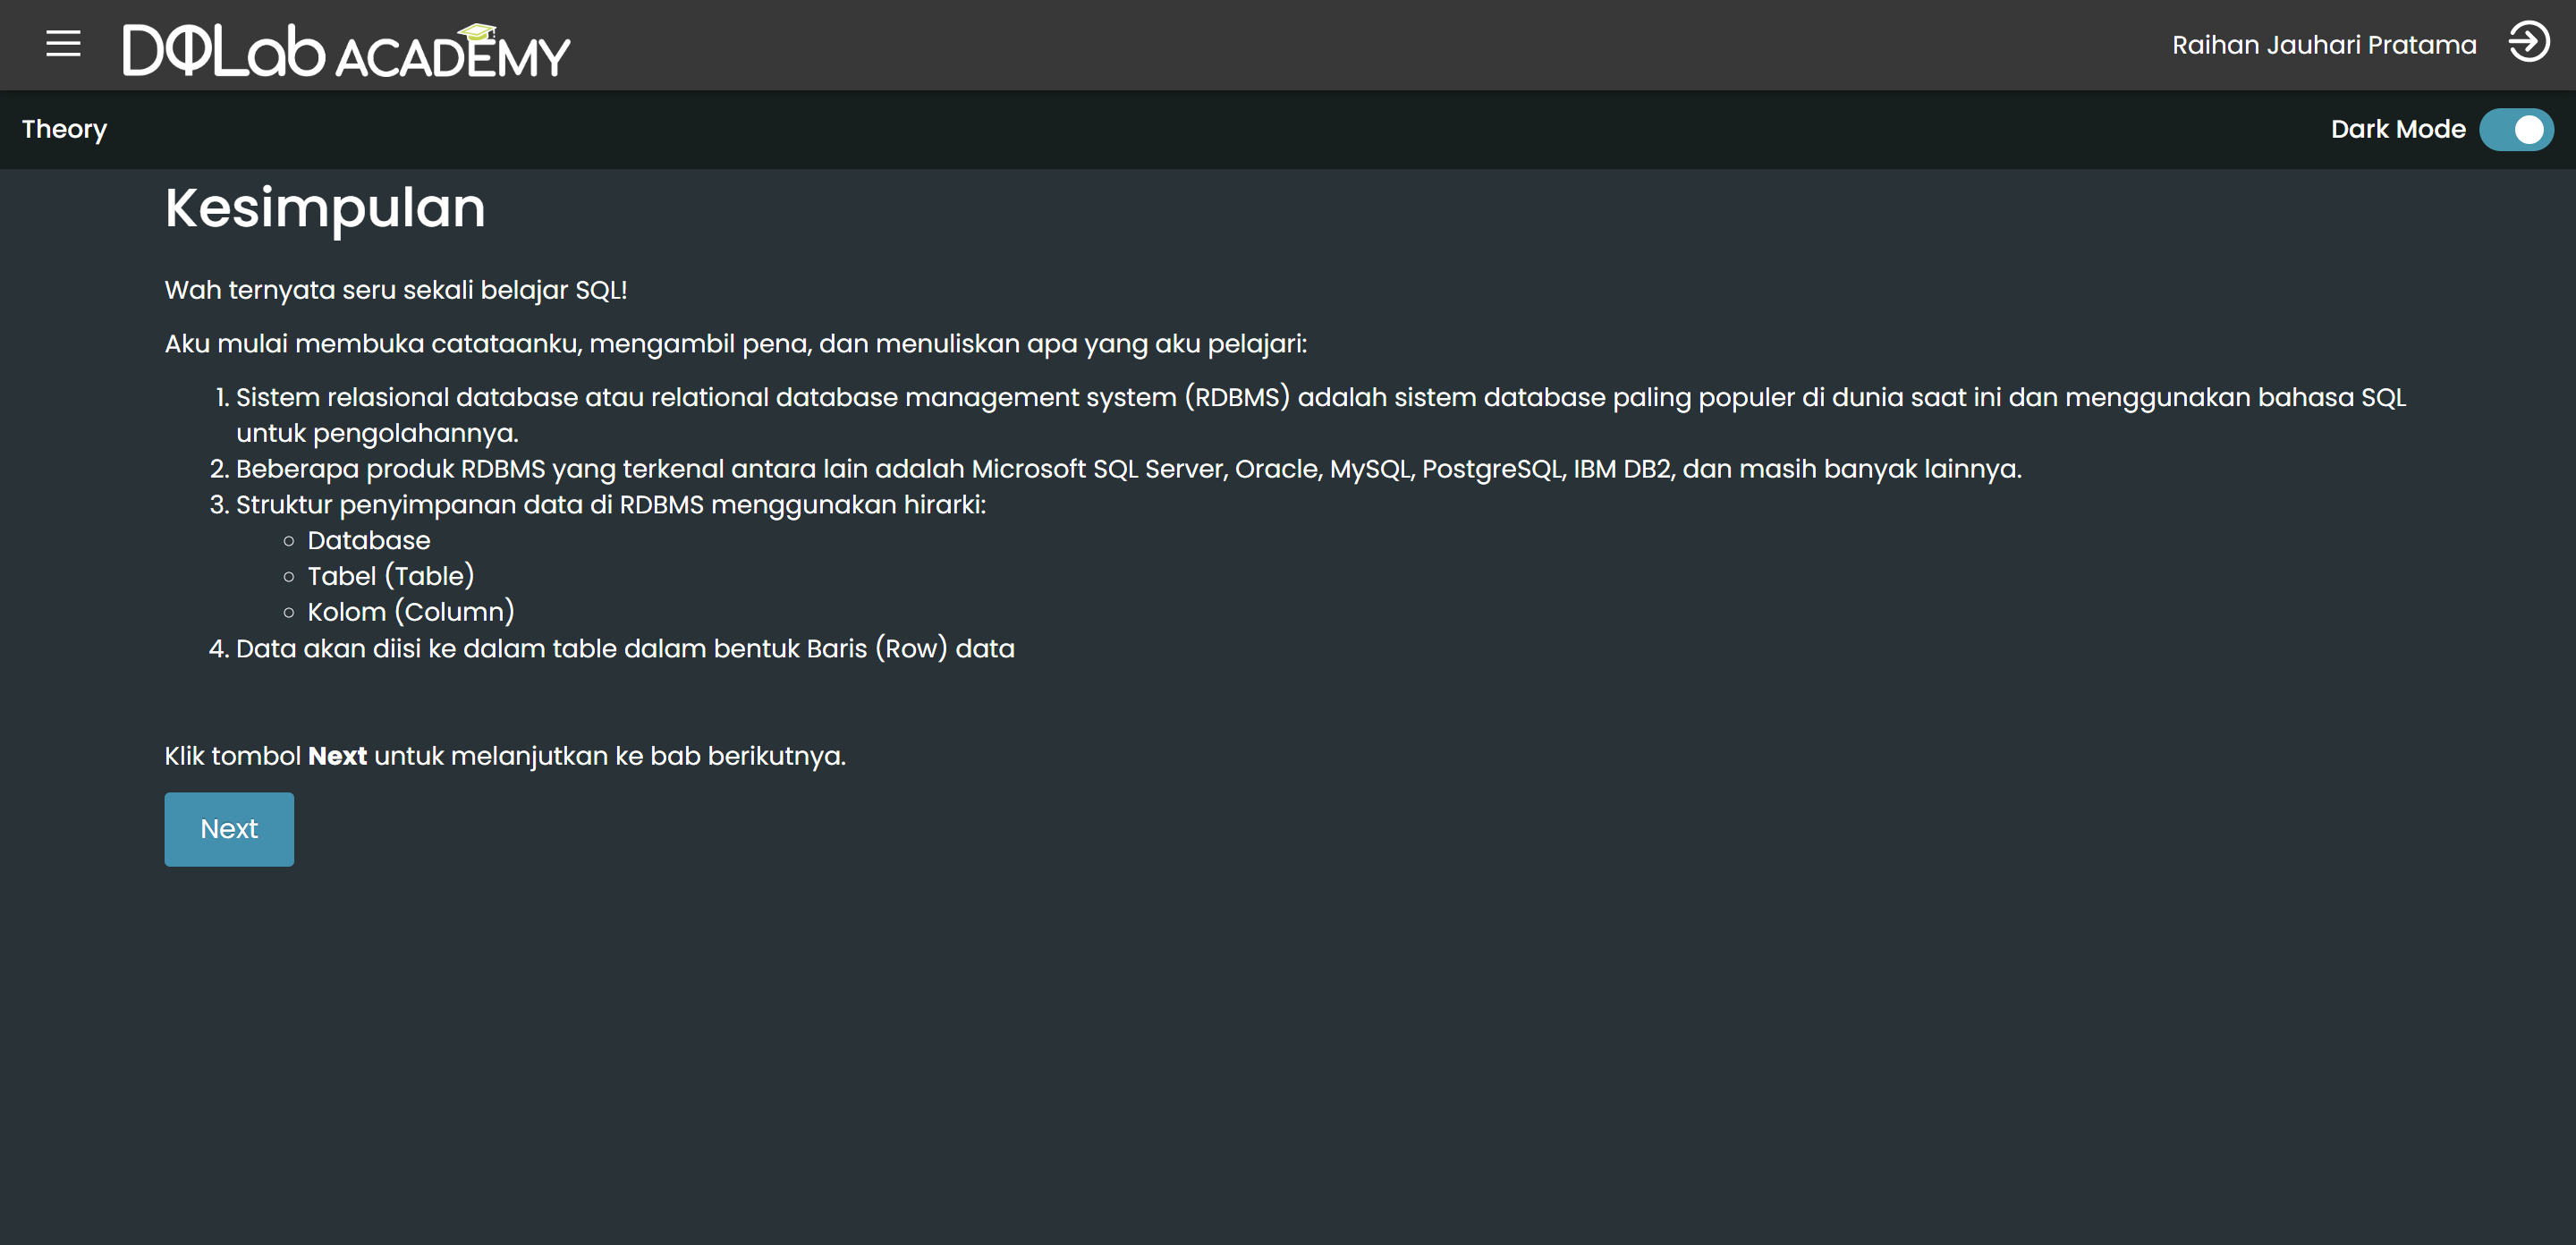 DQLab ACADEMY
Raihan Jauhari Pratama
Theory
Dark Mode
Kesimpulan
Wah ternyata seru sekali belajar SQL!
Aku mulai membuka catataanku, mengambil pena, dan menuliskan apa yang aku pelajari:
1. Sistem relasional database atau relational database management system (RDBMS) adalah sistem database paling populer di dunia saat ini dan menggunakan bahasa SQL
untuk pengolahannya.
2. Beberapa produk RDBMS yang terkenal antara lain adalah Microsoft SQL Server, Oracle, MySQL, PostgreSQL, IBM DB2, dan masih banyak lainnya.
3. Struktur penyimpanan data di RDBMS menggunakan hirarki:
○ Database
○ Tabel (Table)
○ Kolom (Column)
4. Data akan diisi ke dalam table dalam bentuk Baris (Row) data
Klik tombol Next untuk melanjutkan ke bab berikutnya.
Next